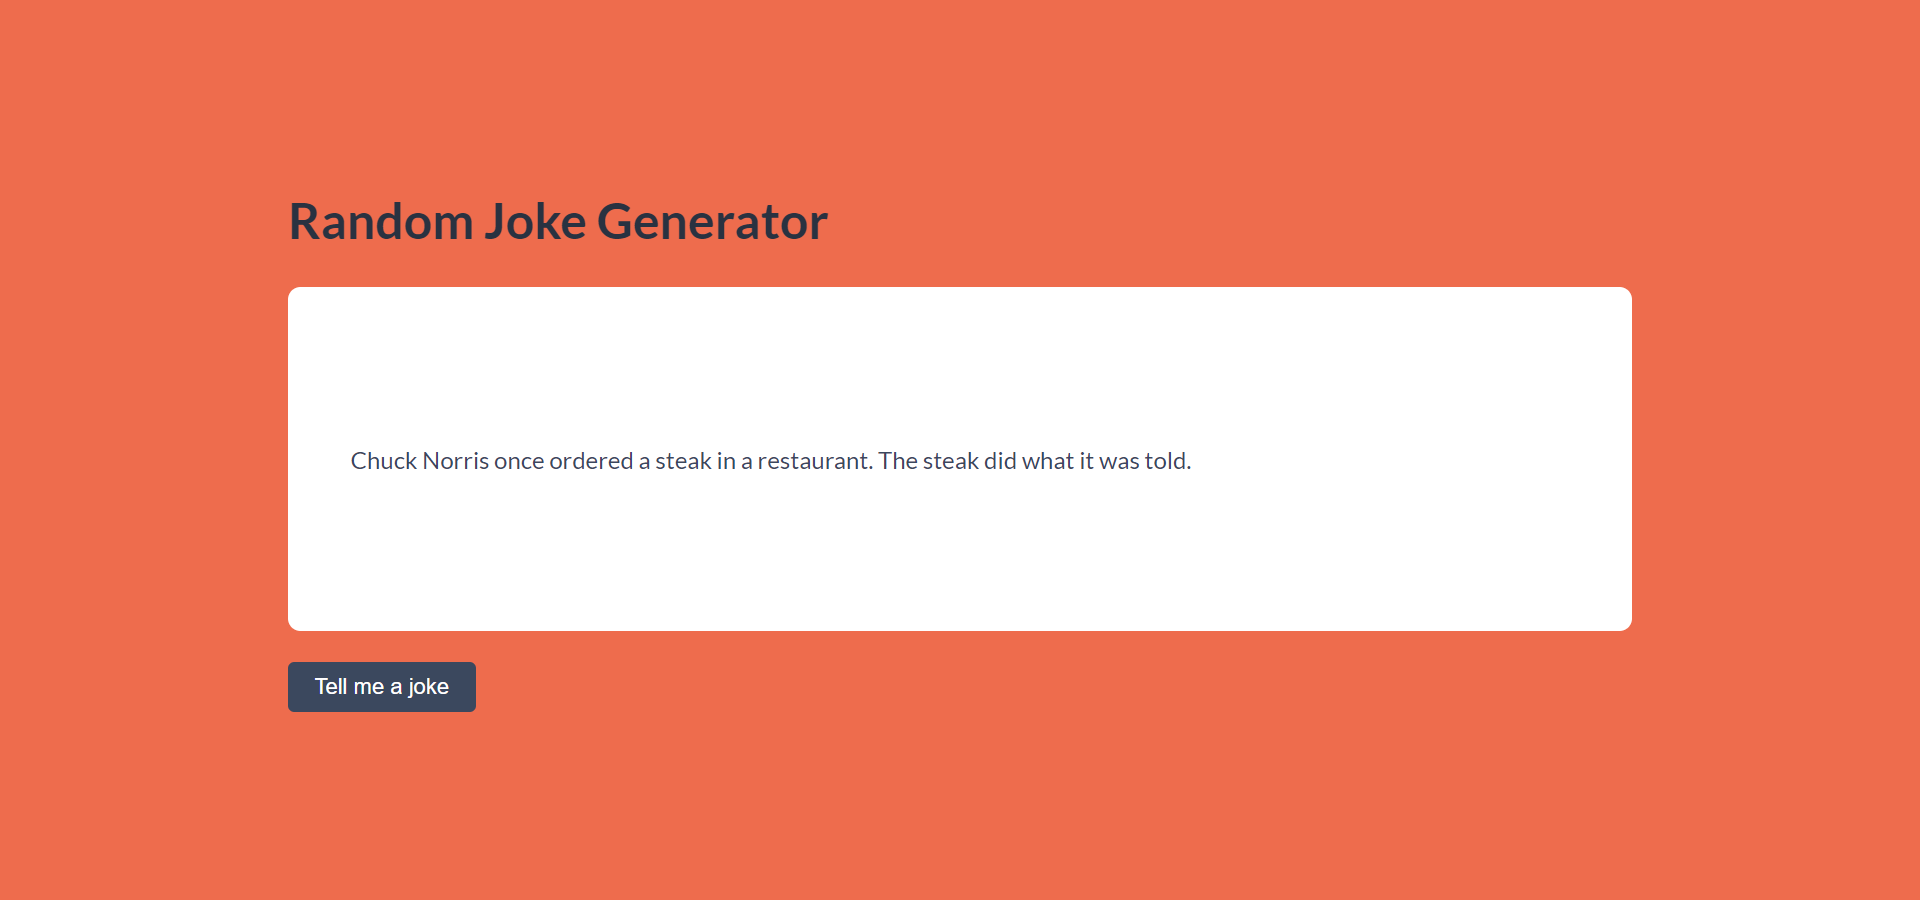 Random Joke Generator
Chuck Norris once ordered a steak in a restaurant. The steak did what it was told.
Tell me a joke